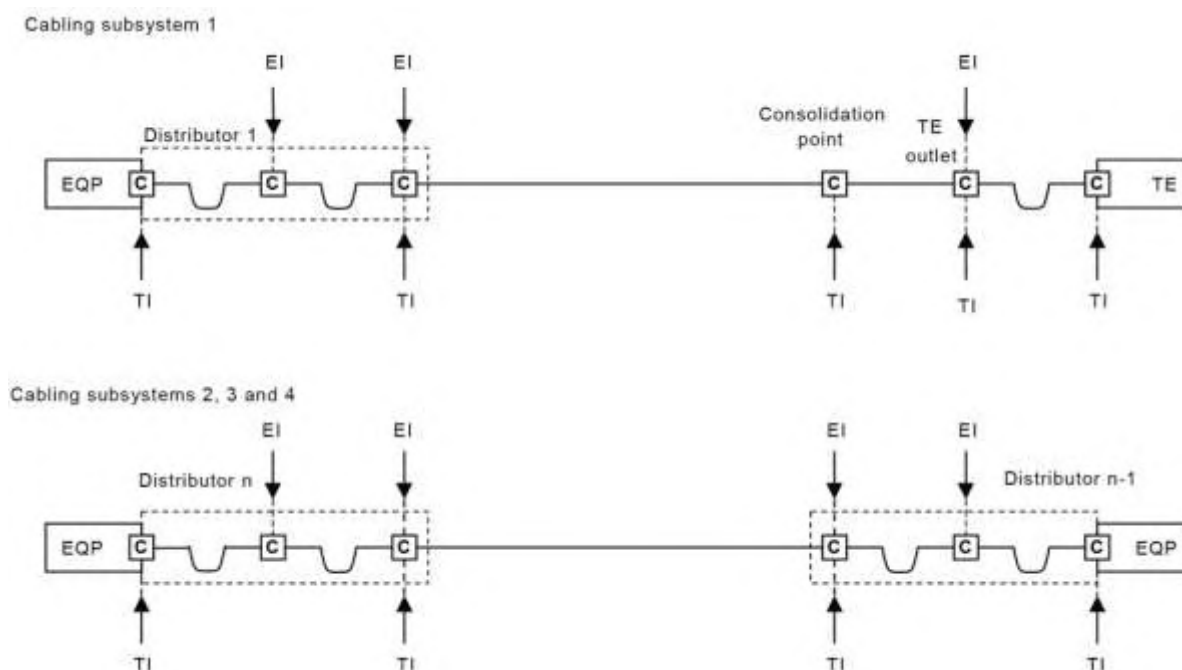 Cabling subsystem 1
EI EI EI
Distributor 1
Consolidation
point
TE
outlet
EQP C C C C C C TE
TI TI TI TI TI
Cabling subsystems 2, 3 and 4
EI EI EI EI
Distributor n Distributor n-1
EQP C C C C C C EQP
TI TI TI TI